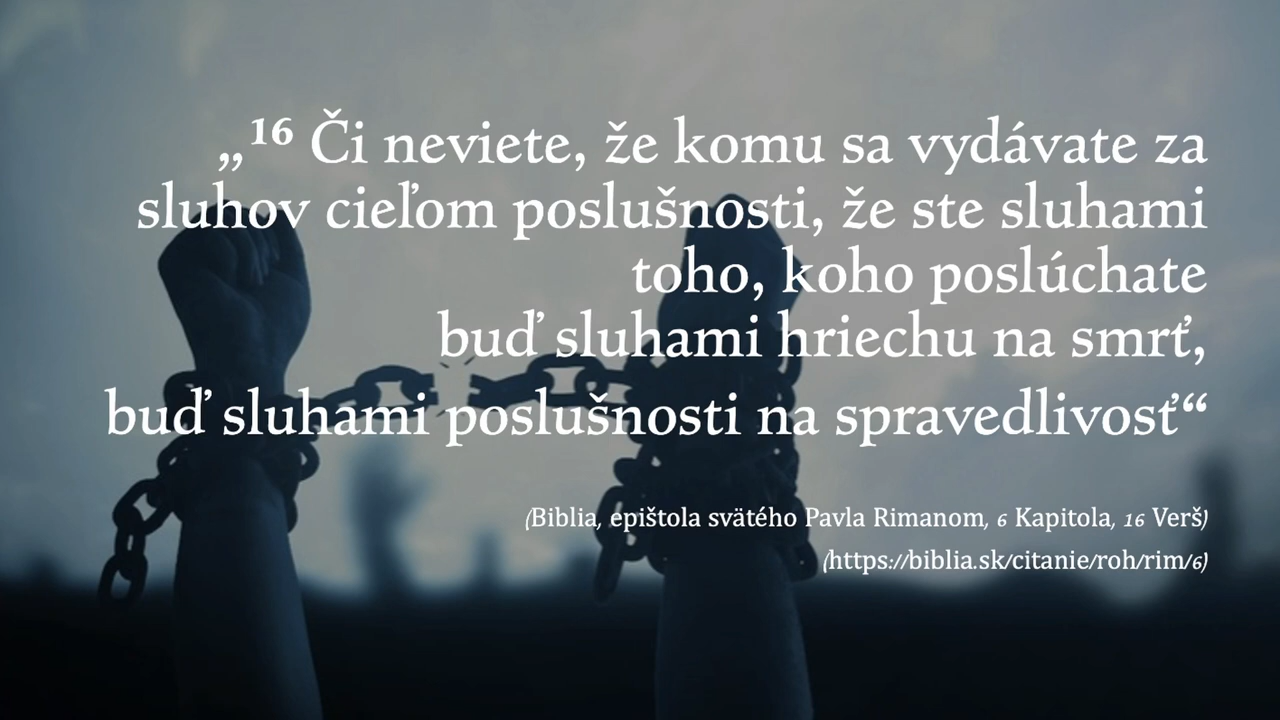 „¹⁶ Či neviete, že komu sa vydávate za
sluhov cieľom poslušnosti, že ste sluhami
toho, koho poslúchate
buď sluhami hriechu na smrť,
buď sluhami poslušnosti na spravedlivosť“
(Biblia, epištola svätého Pavla Rimanom, 6 Kapitola, 16 Verš)
(https://biblia.sk/citanie/roh/rim/6)